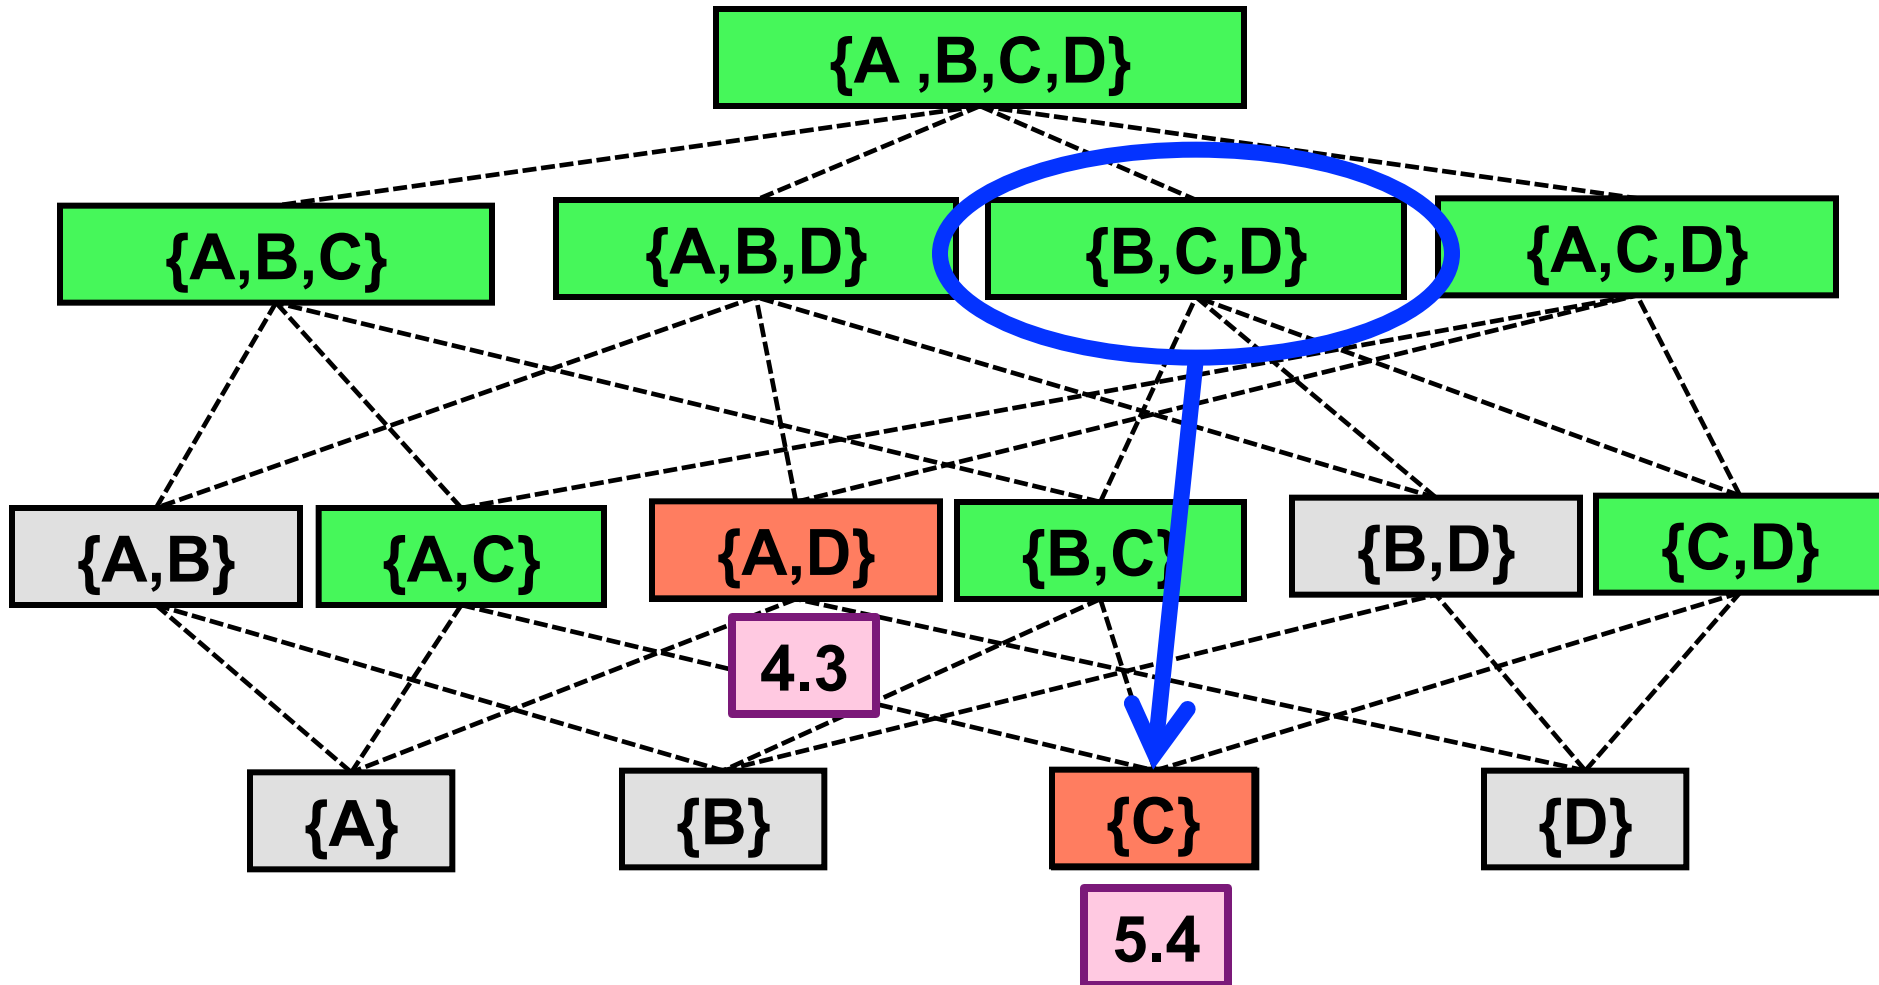 {A ,B,C,D}
{A,B,C}
{A,B,D}
{B,C,D}
{A,C,D}
{A,B}
{A,C}
{A,D}
{B,C}
{B,D}
{C,D}
4.3
{A}
{B}
{C}
{D}
5.4